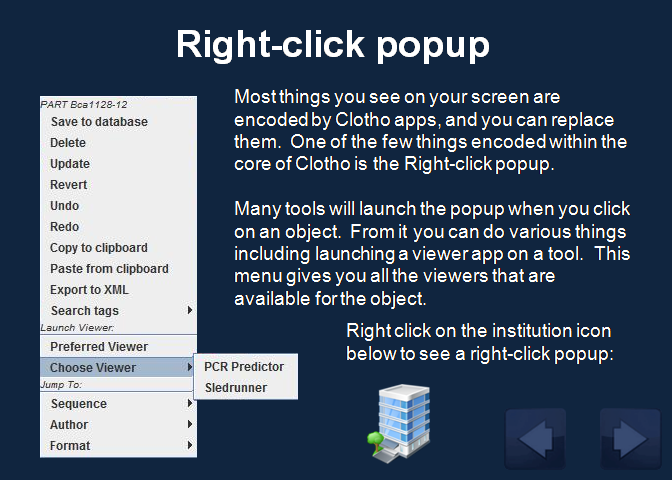 Right-click popup
PART Bca1128-12
Save to database
Delete
Update
Revert
Undo
Redo
Copy to clipboard
Paste from clipboard
Export to XML
Search tags
Launch Viewer:
Preferred Viewer
Choose Viewer
PCR Predictor
Sledrunner
Jump To:
Sequence
Author
Format
Most things you see on your screen are
encoded by Clotho apps, and you can replace
them. One of the few things encoded within the
core of Clotho is the Right-click popup.
Many tools will launch the popup when you click
on an object. From it you can do various things
including launching a viewer app on a tool. This
menu gives you all the viewers that are
available for the object.
Right click on the institution icon
below to see a right-click popup: